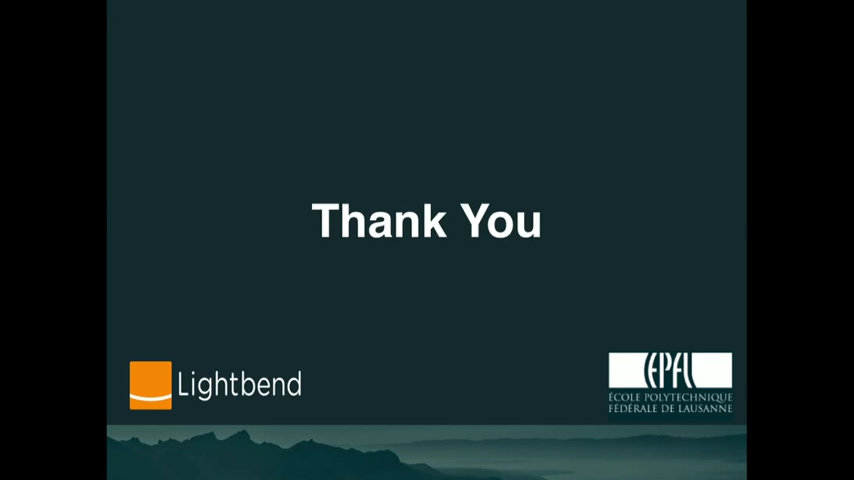 Thank You
Lightbend
EPFL
ÉCOLE POLYTECHNIQUE
FÉDÉRALE DE LAUSANNE